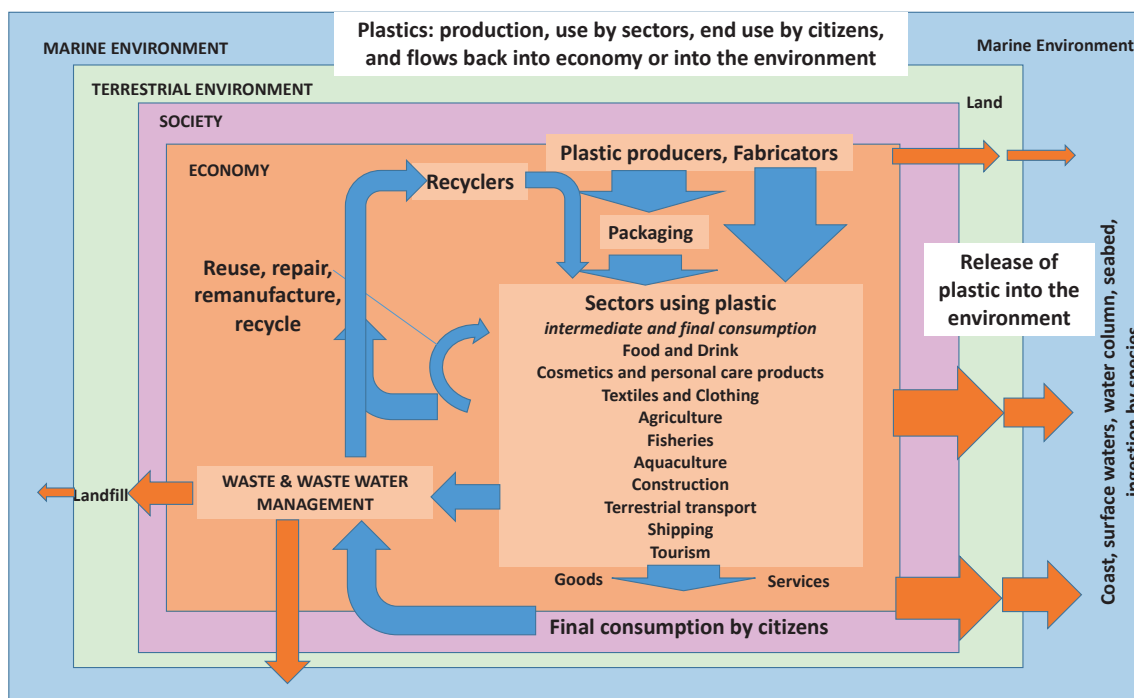 Plastics: production, use by sectors, end use by citizens,
and flows back into economy or into the environment
MARINE ENVIRONMENT
Marine Environment
TERRESTRIAL ENVIRONMENT
Land
SOCIETY
ECONOMY
Plastic producers, Fabricators
Recyclers
Packaging
Reuse, repair,
remanufacture,
recycle
Sectors using plastic
intermediate and final consumption
Food and Drink
Cosmetics and personal care products
Textiles and Clothing
Agriculture
Fisheries
Aquaculture
Construction
Terrestrial transport
Shipping
Tourism
Release of
plastic into the
environment
Coast, surface waters, water column, seabed,
ingestion by species
WASTE & WASTE WATER
MANAGEMENT
Landfill
Goods
Services
Final consumption by citizens